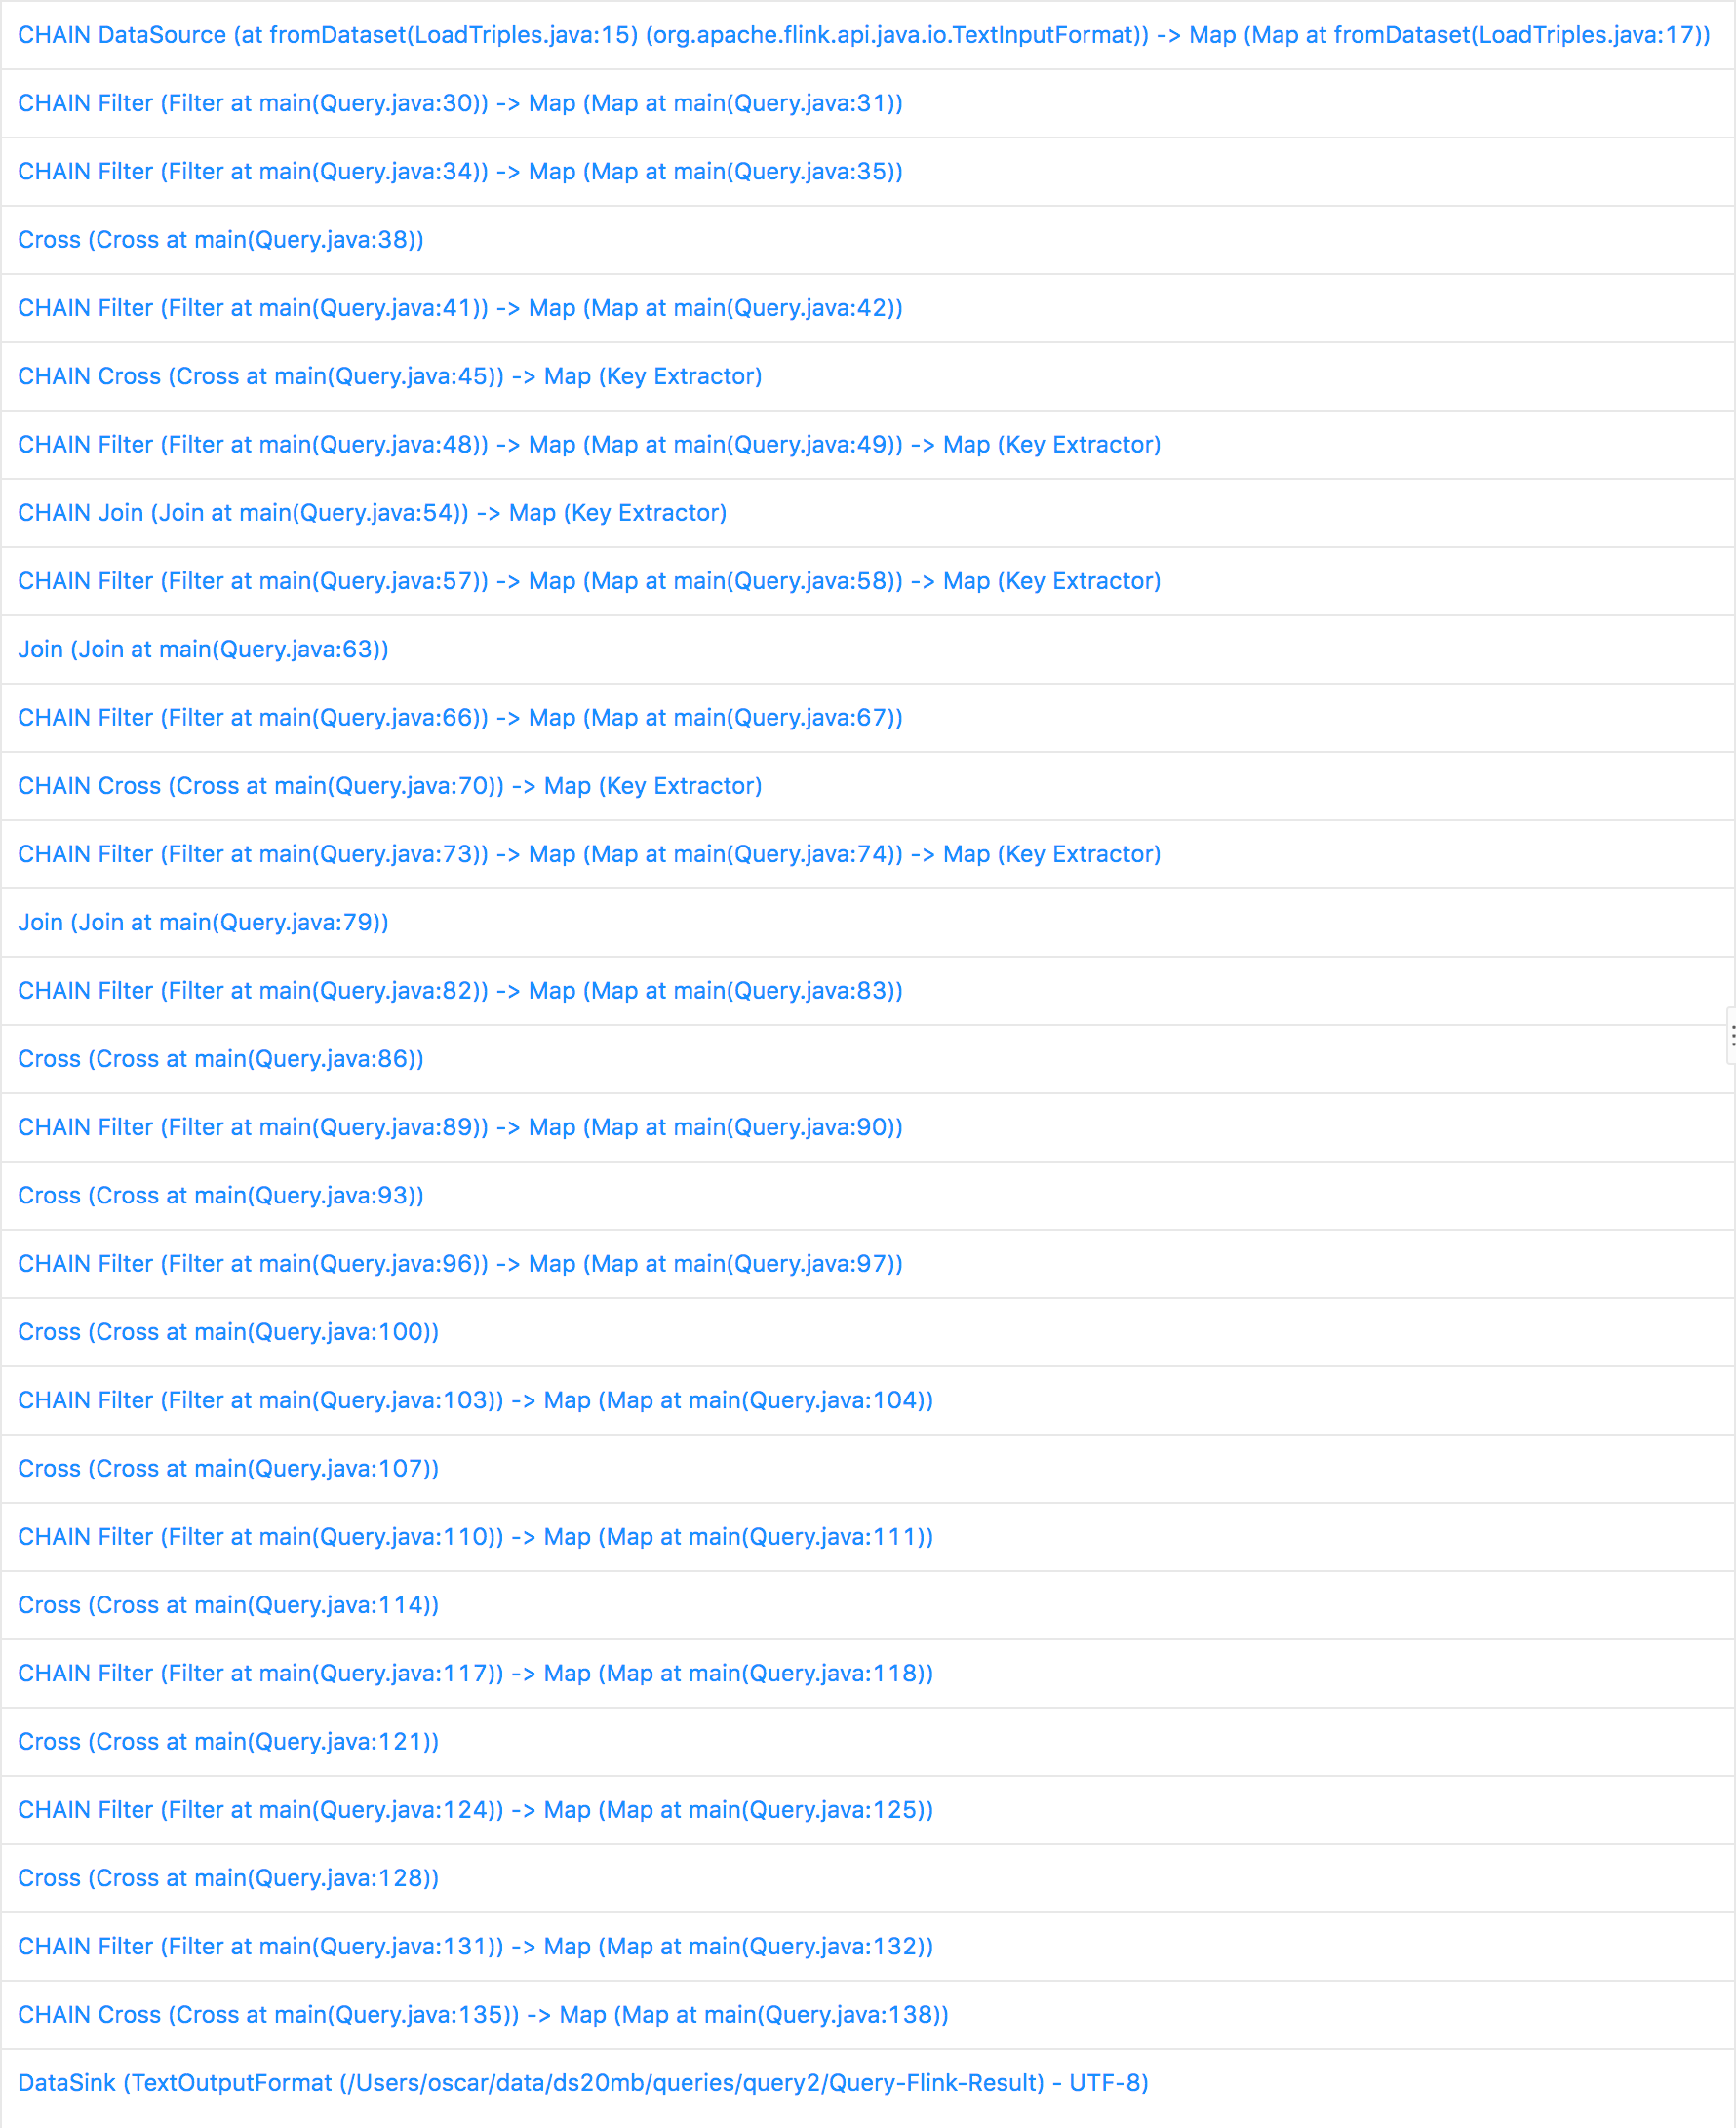 CHAIN DataSource (at fromDataset(LoadTriples.java:15) (org.apache.flink.api.java.io.TextInputFormat)) -> Map (Map at fromDataset(LoadTriples.java:17))
CHAIN Filter (Filter at main(Query.java:30)) -> Map (Map at main(Query.java:31))
CHAIN Filter (Filter at main(Query.java:34)) -> Map (Map at main(Query.java:35))
Cross (Cross at main(Query.java:38))
CHAIN Filter (Filter at main(Query.java:41)) -> Map (Map at main(Query.java:42))
CHAIN Cross (Cross at main(Query.java:45)) -> Map (Key Extractor)
CHAIN Filter (Filter at main(Query.java:48)) -> Map (Map at main(Query.java:49)) -> Map (Key Extractor)
CHAIN Join (Join at main(Query.java:54)) -> Map (Key Extractor)
CHAIN Filter (Filter at main(Query.java:57)) -> Map (Map at main(Query.java:58)) -> Map (Key Extractor)
Join (Join at main(Query.java:63))
CHAIN Filter (Filter at main(Query.java:66)) -> Map (Map at main(Query.java:67))
CHAIN Cross (Cross at main(Query.java:70)) -> Map (Key Extractor)
CHAIN Filter (Filter at main(Query.java:73)) -> Map (Map at main(Query.java:74)) -> Map (Key Extractor)
Join (Join at main(Query.java:79))
CHAIN Filter (Filter at main(Query.java:82)) -> Map (Map at main(Query.java:83))
Cross (Cross at main(Query.java:86))
CHAIN Filter (Filter at main(Query.java:89)) -> Map (Map at main(Query.java:90))
Cross (Cross at main(Query.java:93))
CHAIN Filter (Filter at main(Query.java:96)) -> Map (Map at main(Query.java:97))
Cross (Cross at main(Query.java:100))
CHAIN Filter (Filter at main(Query.java:103)) -> Map (Map at main(Query.java:104))
Cross (Cross at main(Query.java:107))
CHAIN Filter (Filter at main(Query.java:110)) -> Map (Map at main(Query.java:111))
Cross (Cross at main(Query.java:114))
CHAIN Filter (Filter at main(Query.java:117)) -> Map (Map at main(Query.java:118))
Cross (Cross at main(Query.java:121))
CHAIN Filter (Filter at main(Query.java:124)) -> Map (Map at main(Query.java:125))
Cross (Cross at main(Query.java:128))
CHAIN Filter (Filter at main(Query.java:131)) -> Map (Map at main(Query.java:132))
CHAIN Cross (Cross at main(Query.java:135)) -> Map (Map at main(Query.java:138))
DataSink (TextOutputFormat (/Users/oscar/data/ds20mb/queries/query2/Query-Flink-Result) - UTF-8)